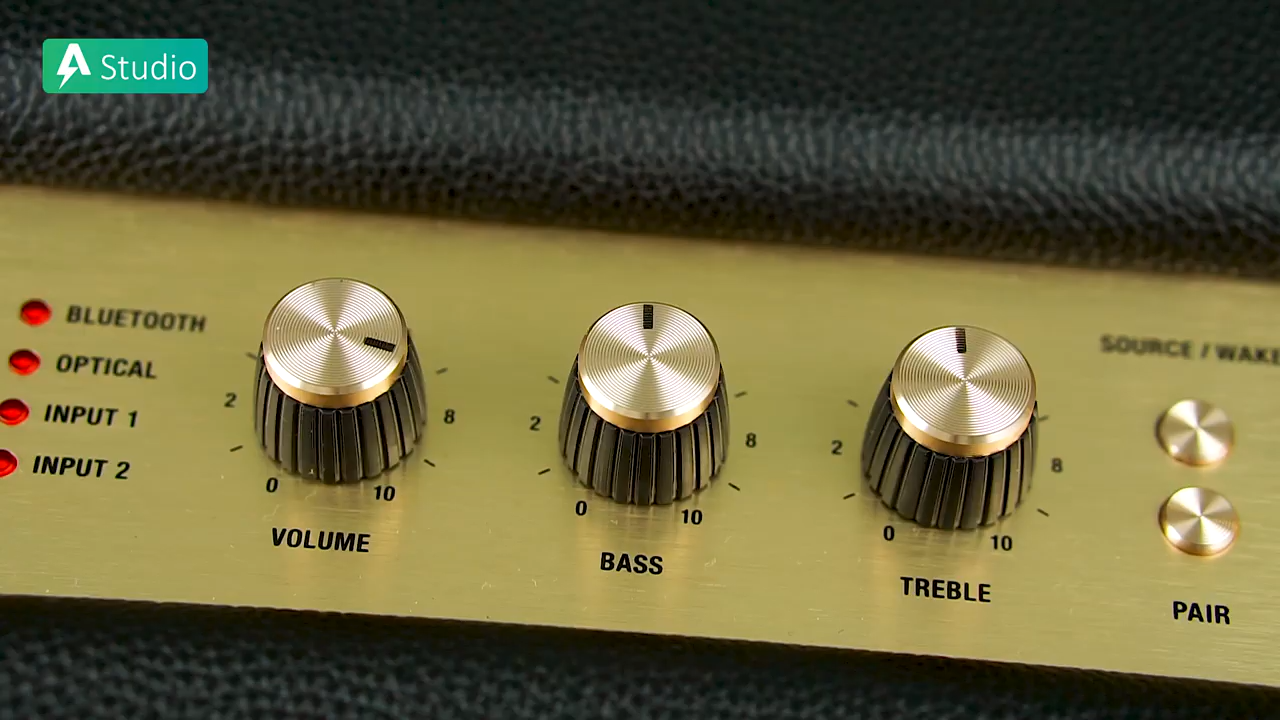 Studio
BLUETOOTH
OPTICAL
INPUT 1
INPUT 2
2
8
0
10
VOLUME
2
8
0
10
BASS
2
8
0
10
TREBLE
SOURCE / WAKE
PAIR